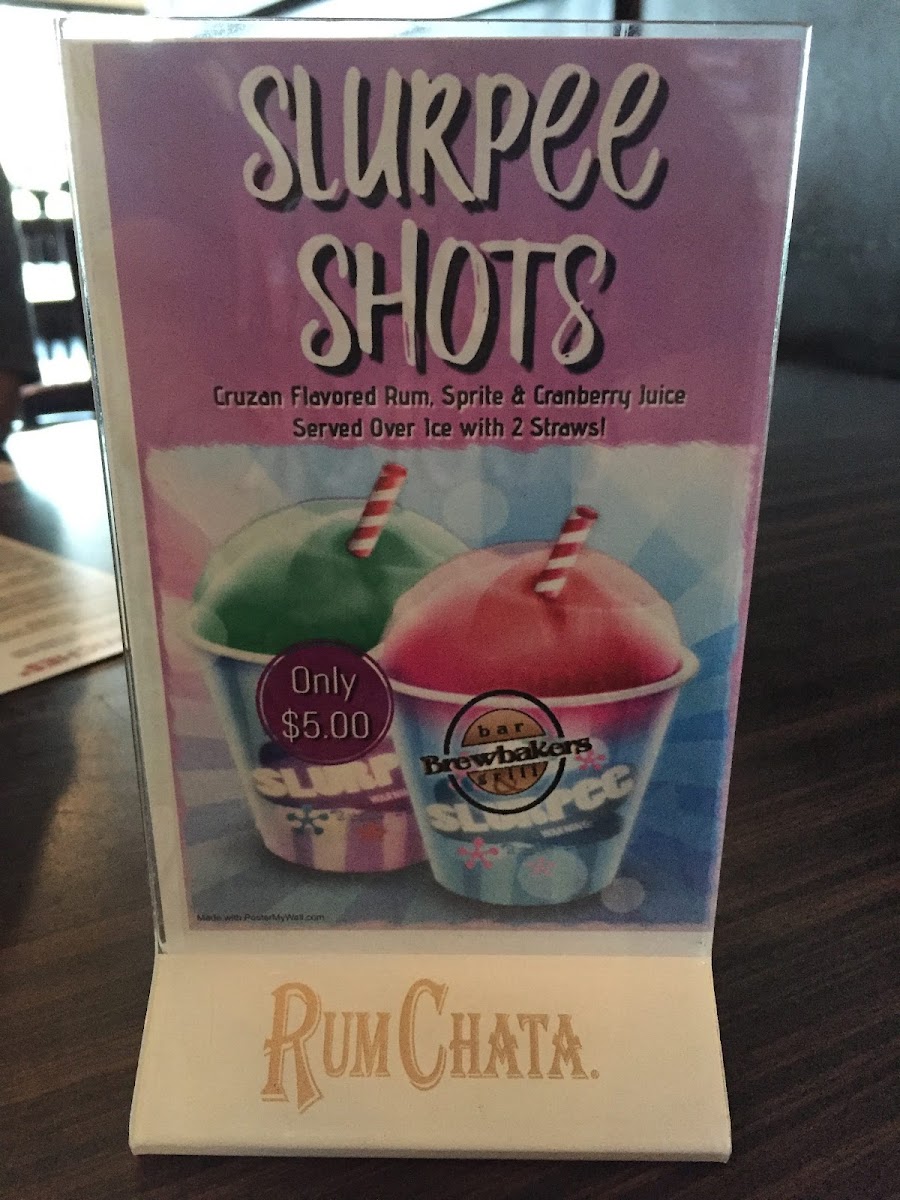 SLURPEE
SHOTS
Cruzan Flavored Rum, Sprite & Cranberry Juice
Served Over Ice with 2 Straws!
Only
$5.00
bar
Brewbakers
&
grill
SLURP
SLURPEE
Made with PosterMyWall.com
RUMCHATA.